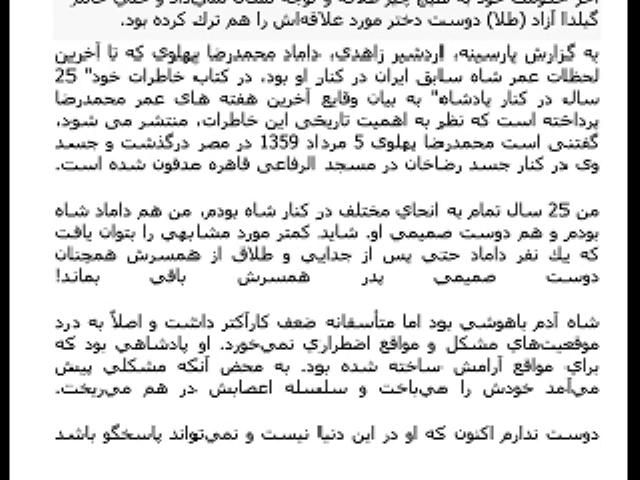 گیلدا آزاد (طلا) دوست دختر مورد علاقه‌اش را هم ترك كرده بود.
به گزارش پارسینه، اردشیر زاهدی، داماد محمدرضا پهلوی که تا آخرین
لحظات عمر شاه سابق ایران در کنار او بود، در کتاب خاطرات خود" 25
سال در کنار پادشاه" به بیان وقایع آخرین هفته های عمر محمدرضا
پرداخته است که نظر به اهمیت تاریخی این خاطرات، منتشر می شود.
گفتنی است محمدرضا پهلوی 5 مرداد 1359 در مصر درگذشت و جسد
وی در کنار جسد رضاخان در مسجد الرفاعی قاهره مدفون شده است.
من 25 سال تمام به انحاي مختلف در كنار شاه بودم، من هم داماد شاه
بودم و هم دوست صميمي او. شايد كمتر مورد مشابهي را بتوان يافت
كه يك نفر داماد حتي پس از جدايي و طلاق از همسرش همچنان
دوست صميمي پدر همسرش باقي بماند!
شاه آدم باهوشي بود اما متأسفانه ضعف كارآكتر داشت و اصلاً به درد
موقعيت‌هاي مشكل و مواقع اضطراري نمي‌خورد. او پادشاهي بود كه
براي مواقع آرامش ساخته شده بود. به محض آنكه مشكلي پيش
مي‌آمد خودش را مي‌باخت و سلسله اعصابش در هم مي‌ريخت.
دوست ندارم اكنون كه او در اين دنيا نيست و نمي‌تواند پاسخگو باشد